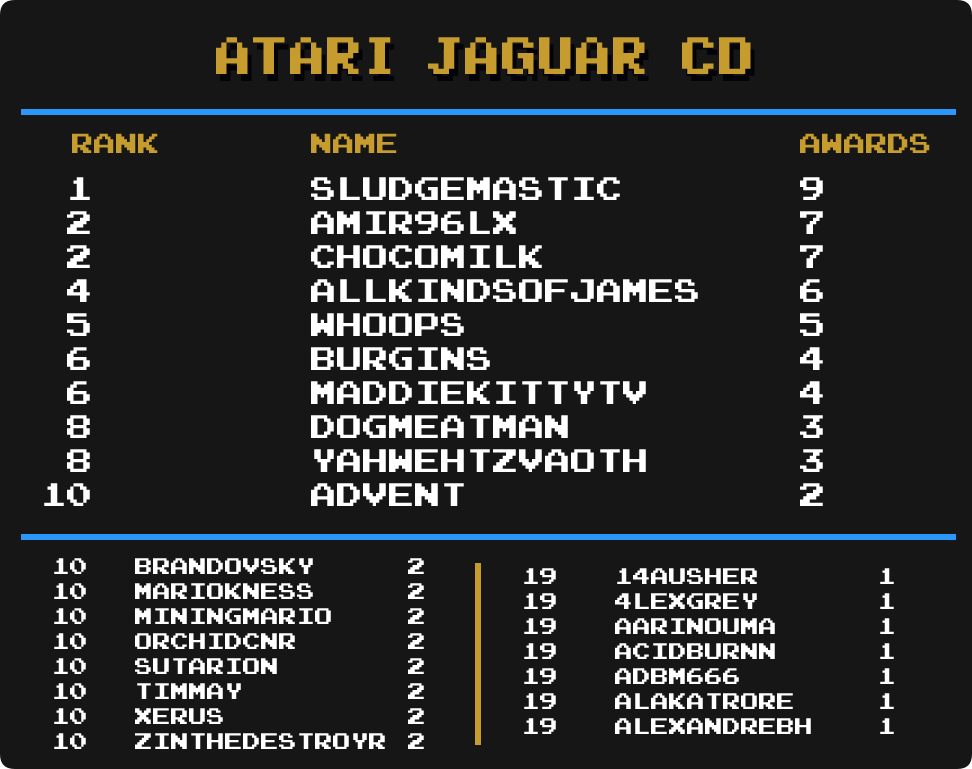 ATARI JAGUAR CD
RANK NAME AWARDS
1 SLUDGEMASTIC 9
2 AMIR96LX 7
2 CHOCOMILK 7
4 ALLKINDSOFJAMES 6
5 WHOOPS 5
6 BURGINS 4
6 MADDIEKITTYTV 4
8 DOGMEATMAN 3
8 YAHWEHTZVAOTH 3
10 ADVENT 2
10 BRANDOVSKY 2
10 MARIOKNESS 2
10 MININGMARIO 2
10 ORCHIDCNR 2
10 SUTARION 2
10 TIMMAY 2
10 XERUS 2
10 ZINTHEDESTROYR 2
19 14AUSHER 1
19 4LEXGREY 1
19 AARINOUMA 1
19 ACIDBURNN 1
19 ADBM666 1
19 ALAKATRORE 1
19 ALEXANDREBH 1